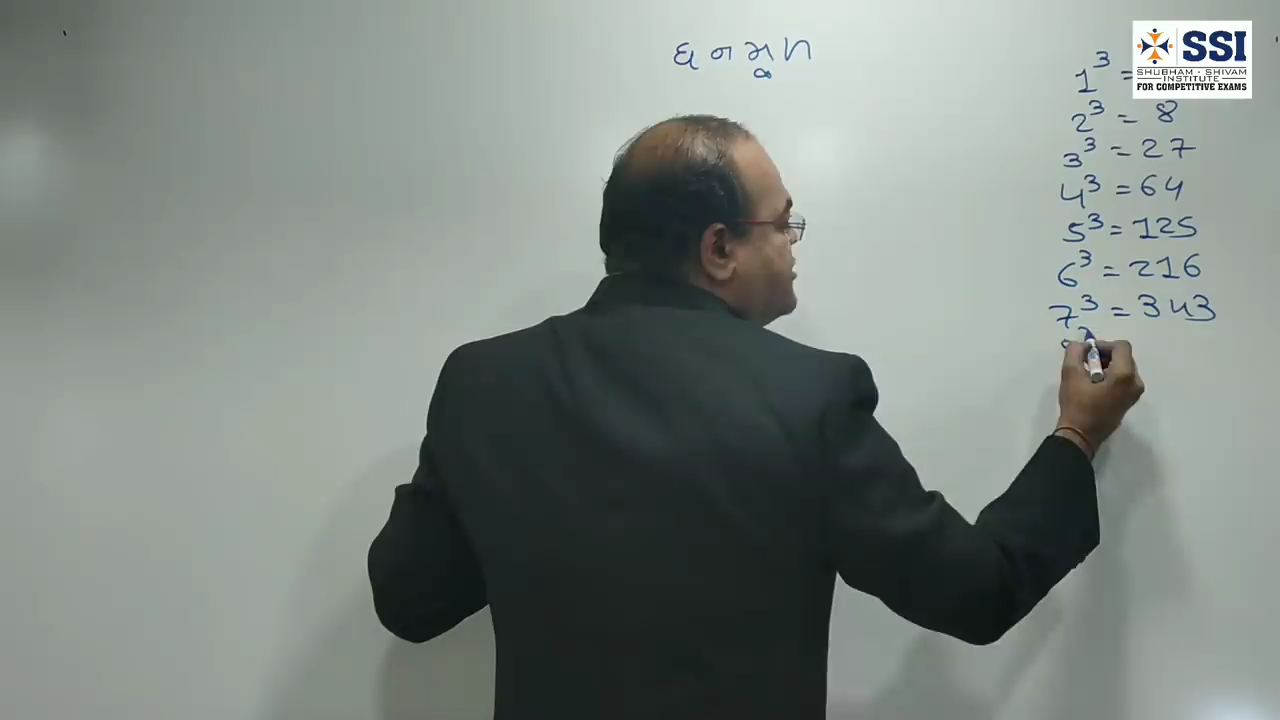 ઘનમૂળ
1³ =
2³ = 8
3³ = 27
4³ = 64
5³ = 125
6³ = 216
7³ = 343
SSI
SHUBHAM - SHIVAM
INSTITUTE
FOR COMPETITIVE EXAMS